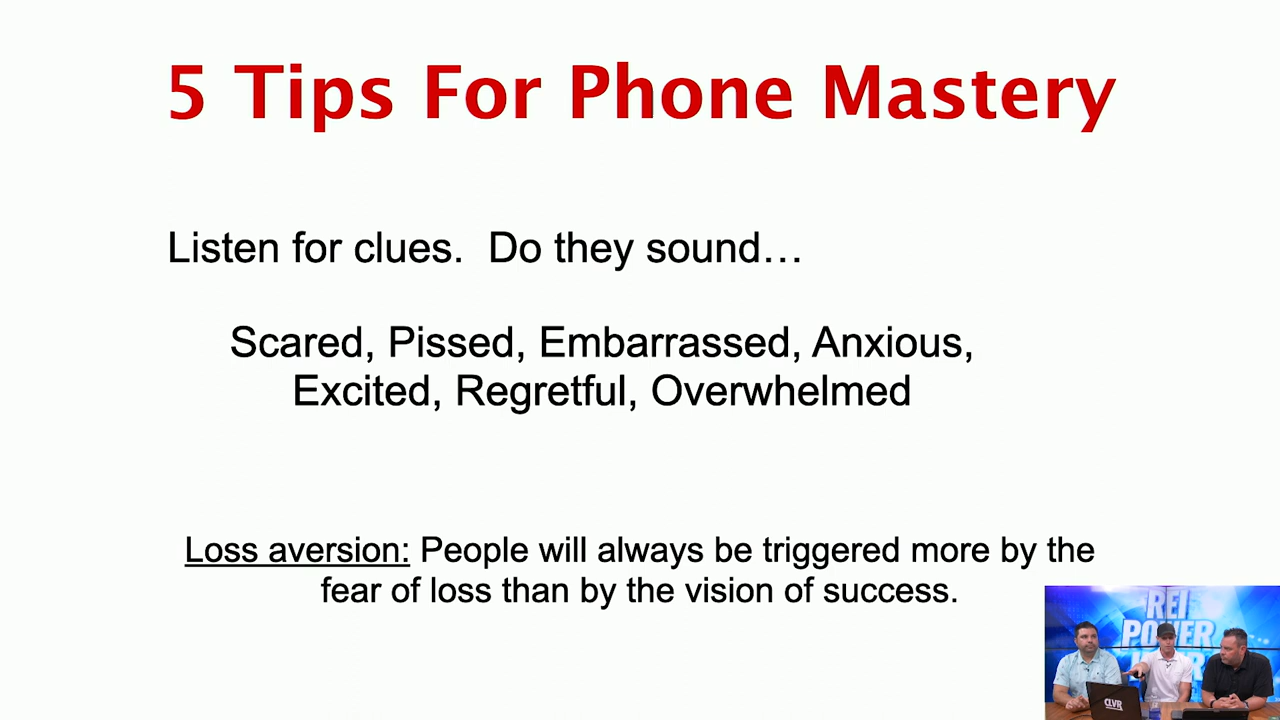 5 Tips For Phone Mastery
Listen for clues.  Do they sound…
Scared, Pissed, Embarrassed, Anxious,
Excited, Regretful, Overwhelmed
Loss aversion: People will always be triggered more by the
fear of loss than by the vision of success.
REI
POWER
CLVR